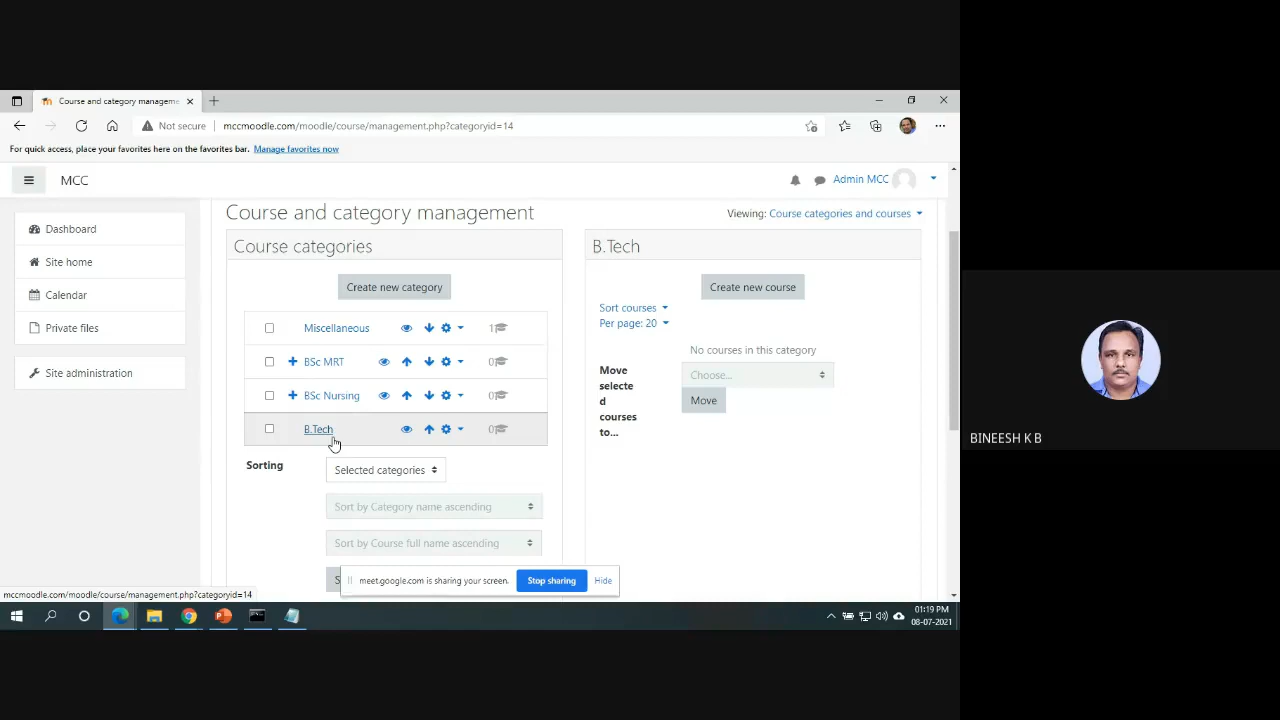 Course and category manageme
Not secure
mccmoodle.com/moodle/course/management.php?categoryid=14
For quick access, place your favorites here on the favorites bar. Manage favorites now
MCC
Admin MCC
Dashboard
Site home
Calendar
Private files
Site administration
Course and category management
Viewing: Course categories and courses
Course categories
Create new category
Miscellaneous
1
BSc MRT
0
BSc Nursing
0
B.Tech
0
Sorting
Selected categories
Sort by Category name ascending
Sort by Course full name ascending
S
B.Tech
Create new course
Sort courses
Per page: 20
No courses in this category
Move
selecte
d
courses
to...
Choose...
Move
meet.google.com is sharing your screen.
Stop sharing
Hide
mccmoodle.com/moodle/course/management.php?categoryid=14
01:19 PM
08-07-2021
BINEESH K B